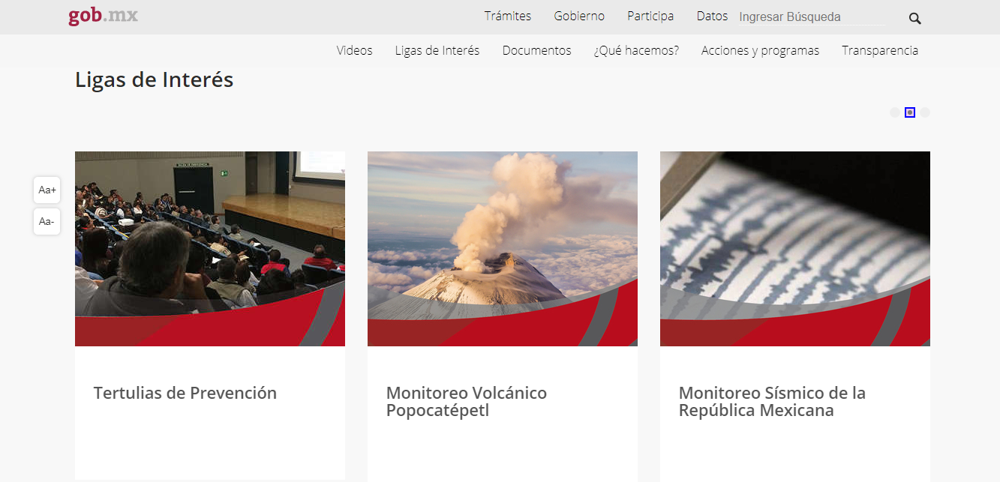 gob.mx
Trámites Gobierno Participa Datos Ingresar Búsqueda
Videos Ligas de Interés Documentos ¿Qué hacemos? Acciones y programas Transparencia
Ligas de Interés
Aa+
Aa-
Tertulias de Prevención
Monitoreo Volcánico
Popocatépetl
Monitoreo Sísmico de la
República Mexicana